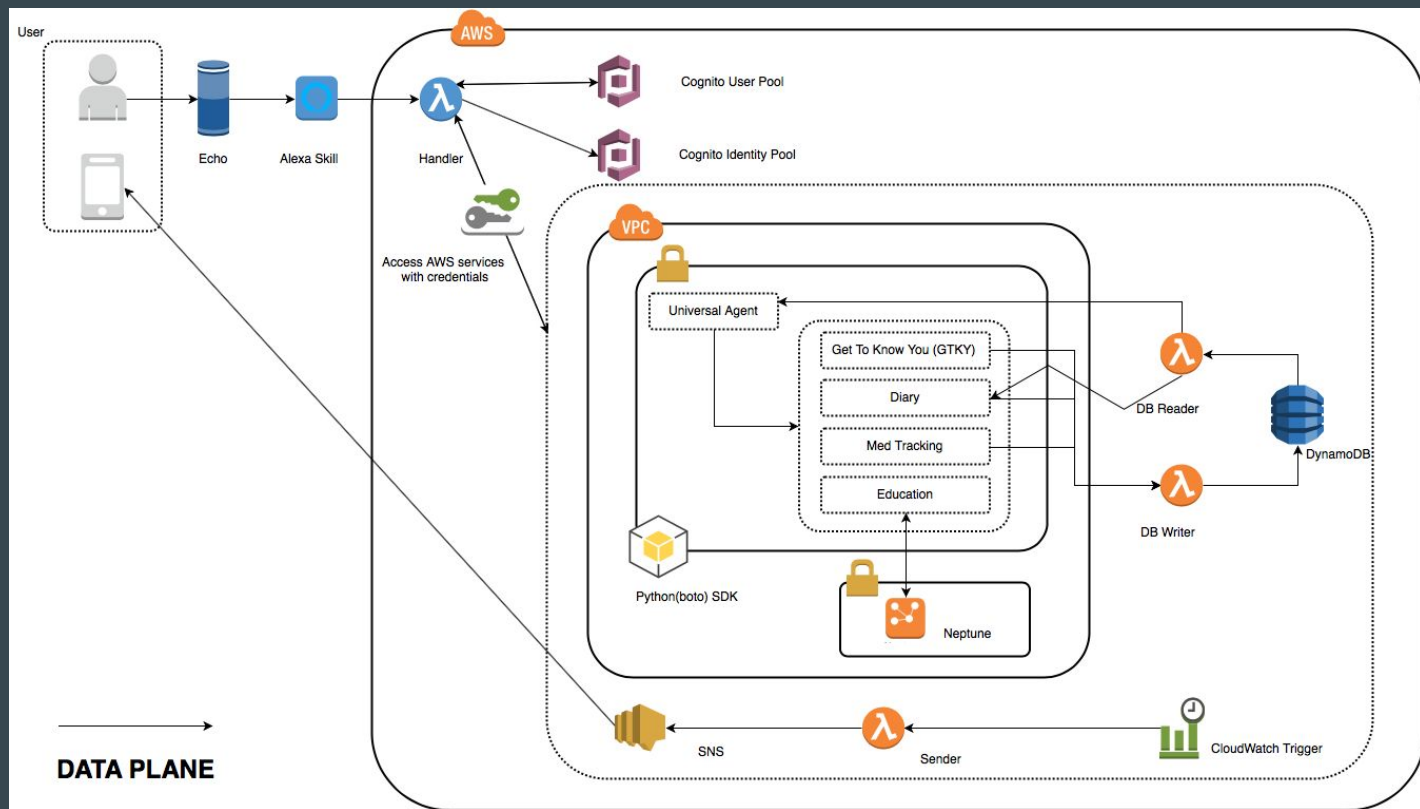 User
AWS
Cognito User Pool
Echo
Alexa Skill
Handler
Cognito Identity Pool
VPC
Access AWS services
with credentials
Universal Agent
Get To Know You (GTKY)
Diary
DB Reader
Med Tracking
DynamoDB
Education
DB Writer
Python(boto) SDK
Neptune
SNS
Sender
CloudWatch Trigger
DATA PLANE